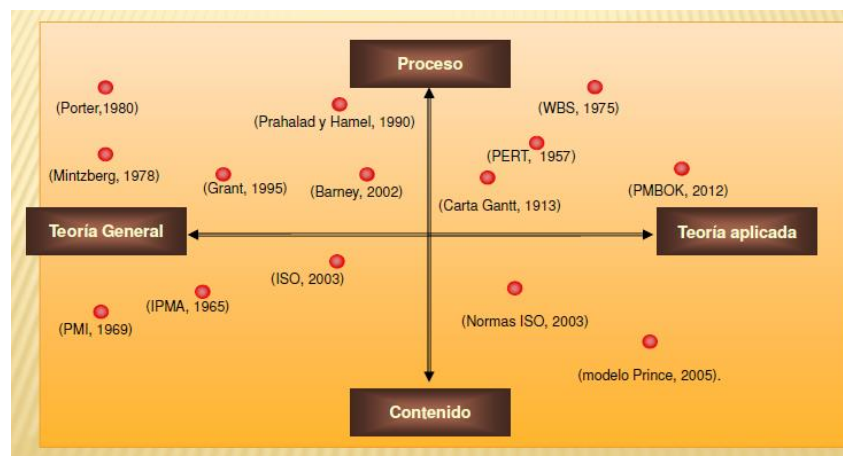 Proceso
(Porter,1980)
(Prahalad y Hamel, 1990)
(WBS, 1975)
(Mintzberg, 1978)
(Grant, 1995)
(Barney, 2002)
(PERT, 1957)
(Carta Gantt, 1913)
(PMBOK, 2012)
Teoría General
Teoría aplicada
(ISO, 2003)
(IPMA, 1965)
(PMI, 1969)
(Normas ISO, 2003)
(modelo Prince, 2005).
Contenido